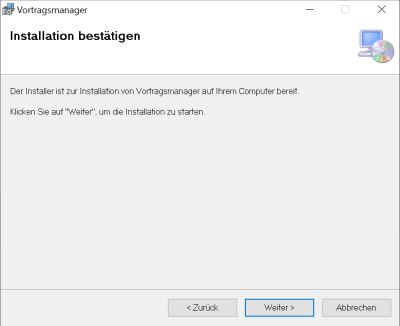 Vortragsmanager
Installation bestätigen
Der Installer ist zur Installation von Vortragsmanager auf Ihrem Computer bereit.
Klicken Sie auf "Weiter", um die Installation zu starten.
< Zurück
Weiter >
Abbrechen